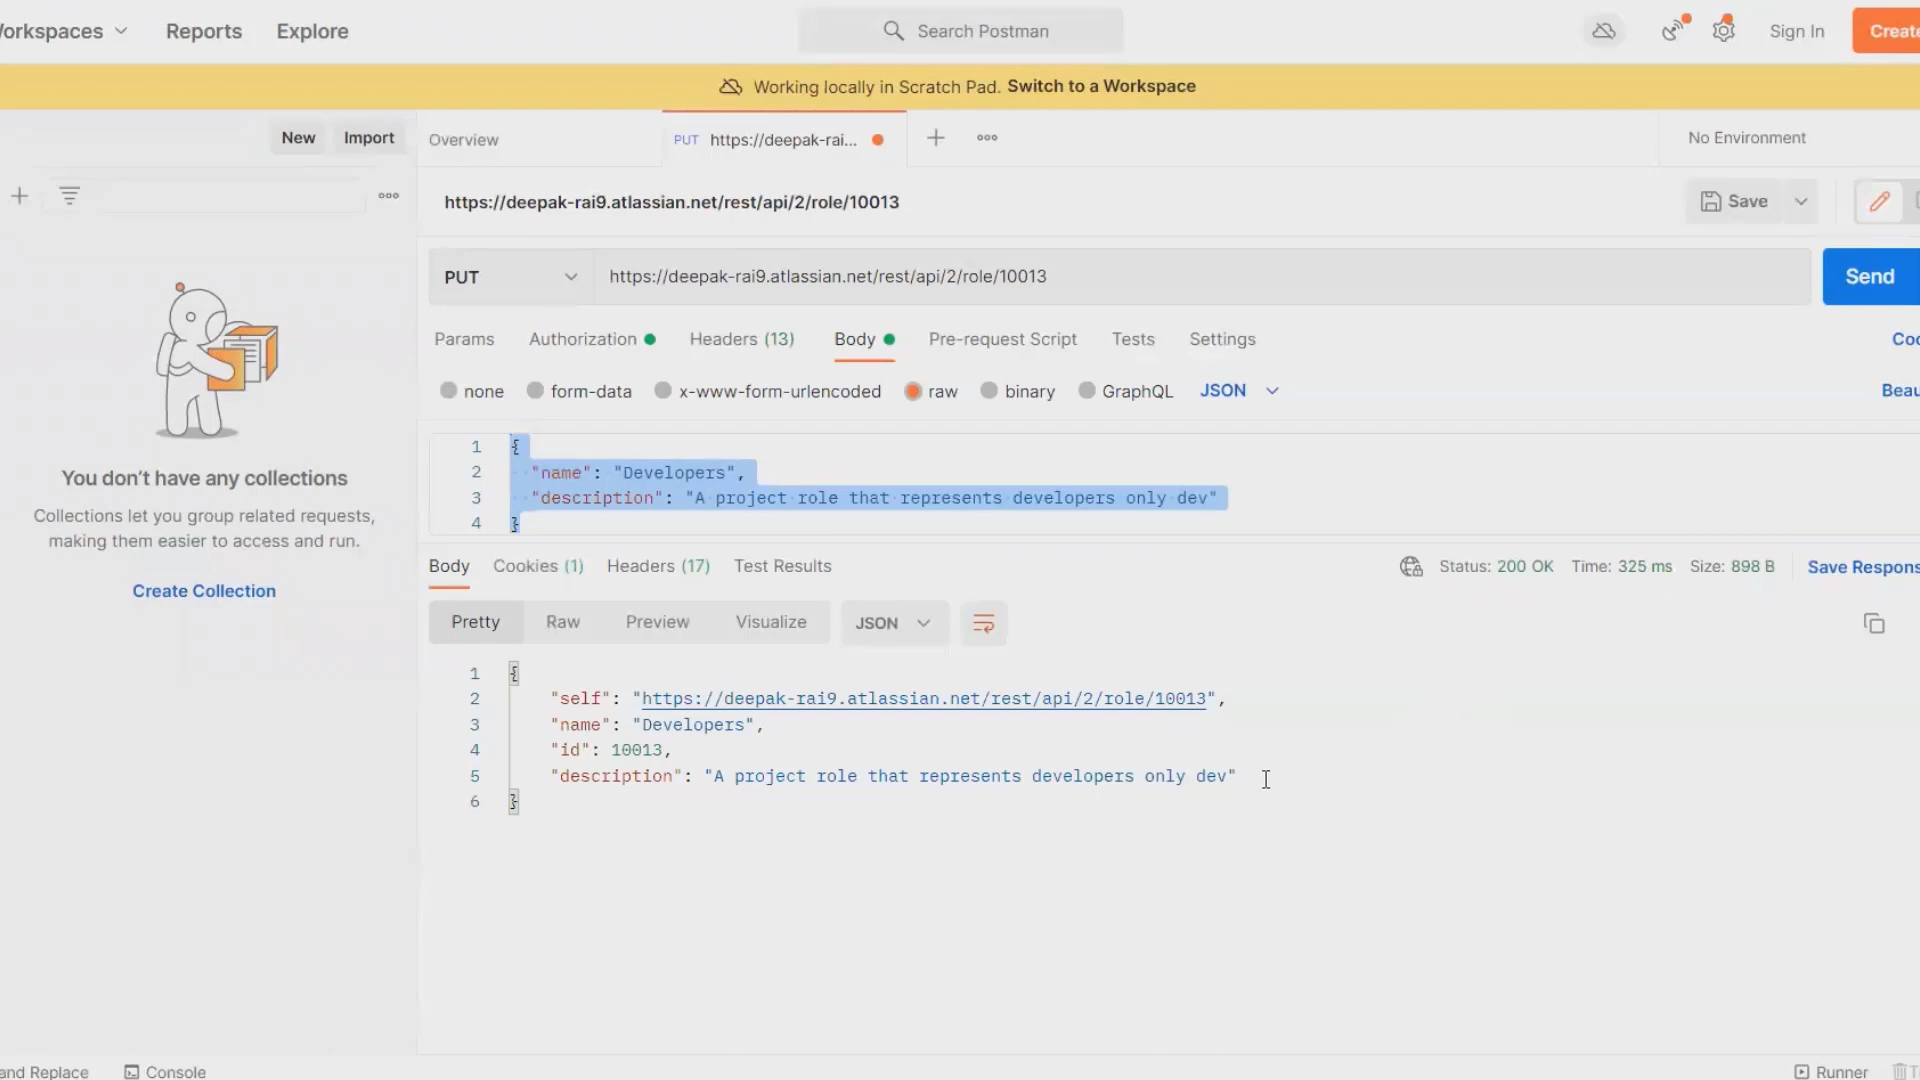 orkspaces Reports Explore Search Postman Sign In Create
Working locally in Scratch Pad. Switch to a Workspace
New Import Overview PUT https://deepak-rai... No Environment
https://deepak-rai9.atlassian.net/rest/api/2/role/10013 Save
PUT https://deepak-rai9.atlassian.net/rest/api/2/role/10013 Send
Params Authorization Headers (13) Body Pre-request Script Tests Settings Coo
none form-data x-www-form-urlencoded raw binary GraphQL JSON Beau
1 {
2 "name": "Developers",
3 "description": "A project role that represents developers only dev"
4 }
You don't have any collections
Collections let you group related requests,
making them easier to access and run.
Create Collection
Body Cookies (1) Headers (17) Test Results Status: 200 OK Time: 325 ms Size: 898 B Save Respons
Pretty Raw Preview Visualize JSON
1 {
2 "self": "https://deepak-rai9.atlassian.net/rest/api/2/role/10013",
3 "name": "Developers",
4 "id": 10013,
5 "description": "A project role that represents developers only dev"
6 }
and Replace Console Runner T